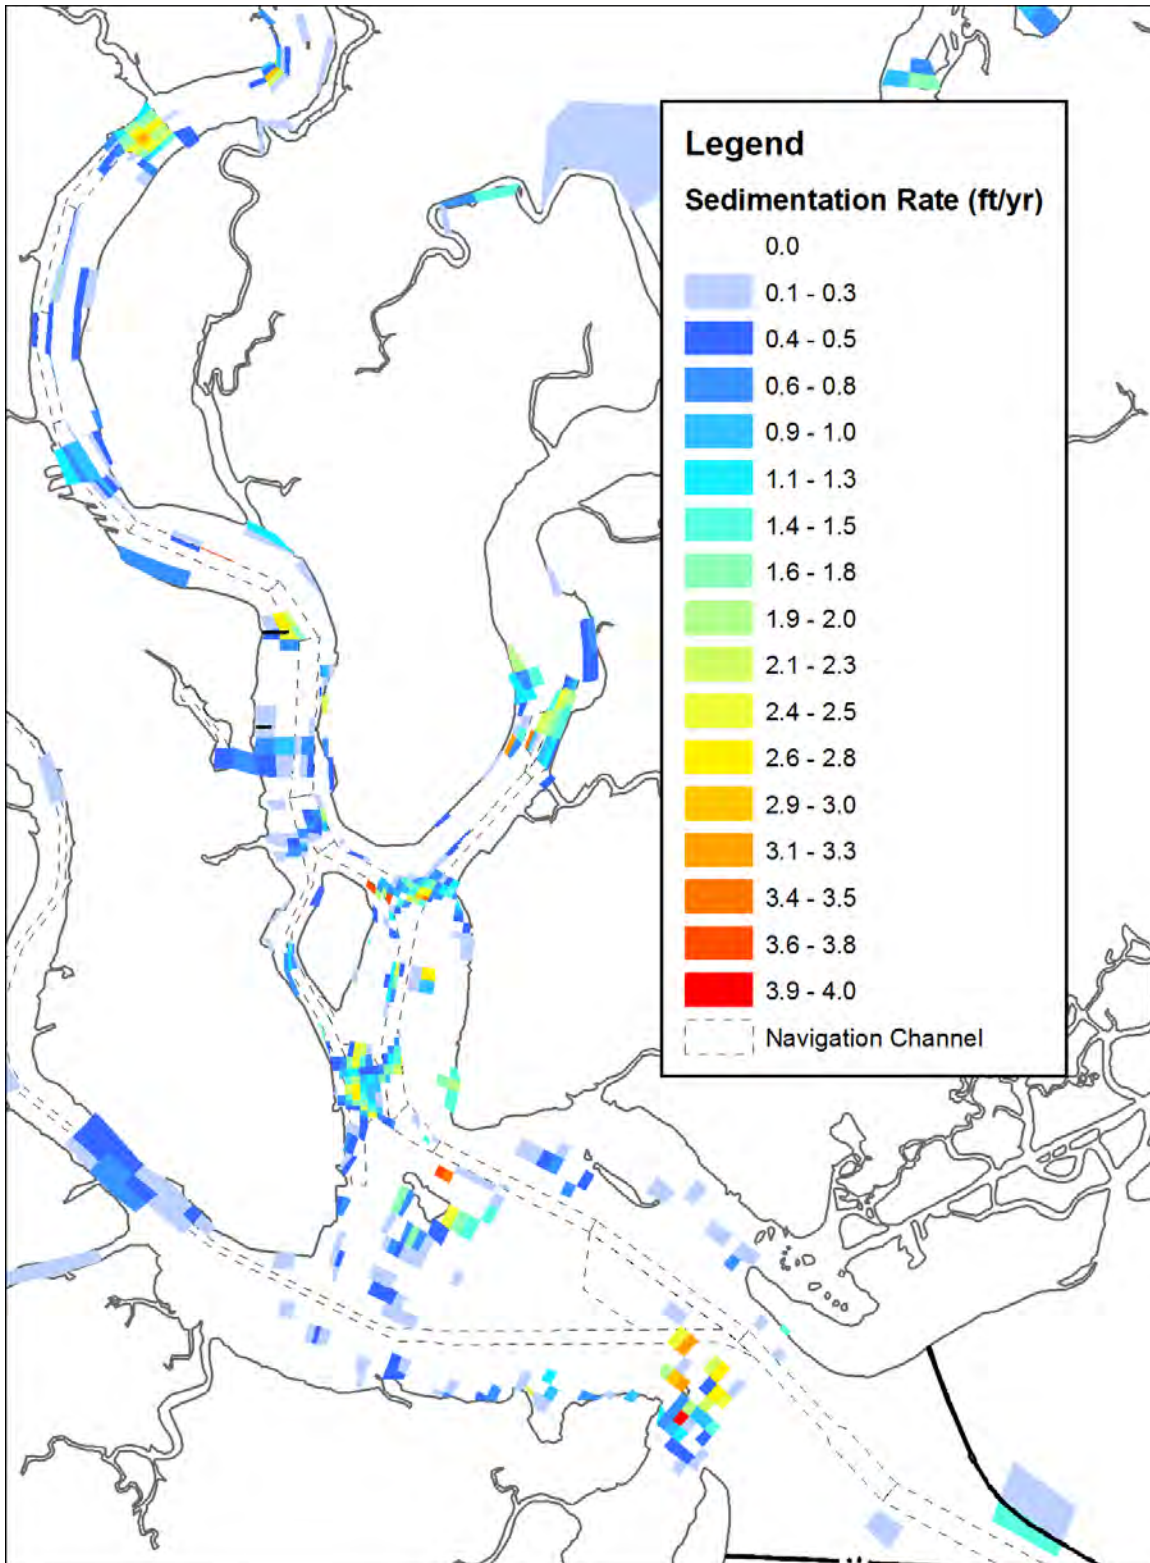 Legend
Sedimentation Rate (ft/yr)
0.0
0.1 - 0.3
0.4 - 0.5
0.6 - 0.8
0.9 - 1.0
1.1 - 1.3
1.4 - 1.5
1.6 - 1.8
1.9 - 2.0
2.1 - 2.3
2.4 - 2.5
2.6 - 2.8
2.9 - 3.0
3.1 - 3.3
3.4 - 3.5
3.6 - 3.8
3.9 - 4.0
Navigation Channel